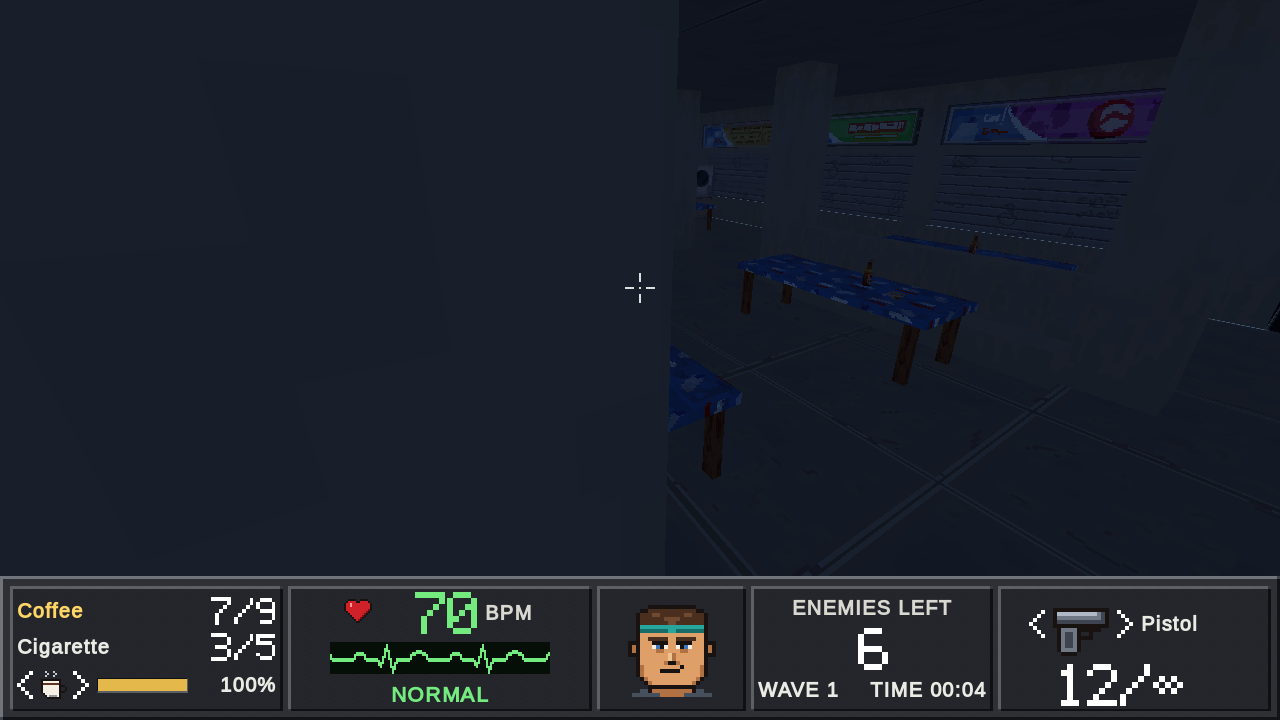 Coffee 7/9
Cigarette 3/5
100%
70 BPM
NORMAL
ENEMIES LEFT
6
WAVE 1 TIME 00:04
Pistol
12/∞